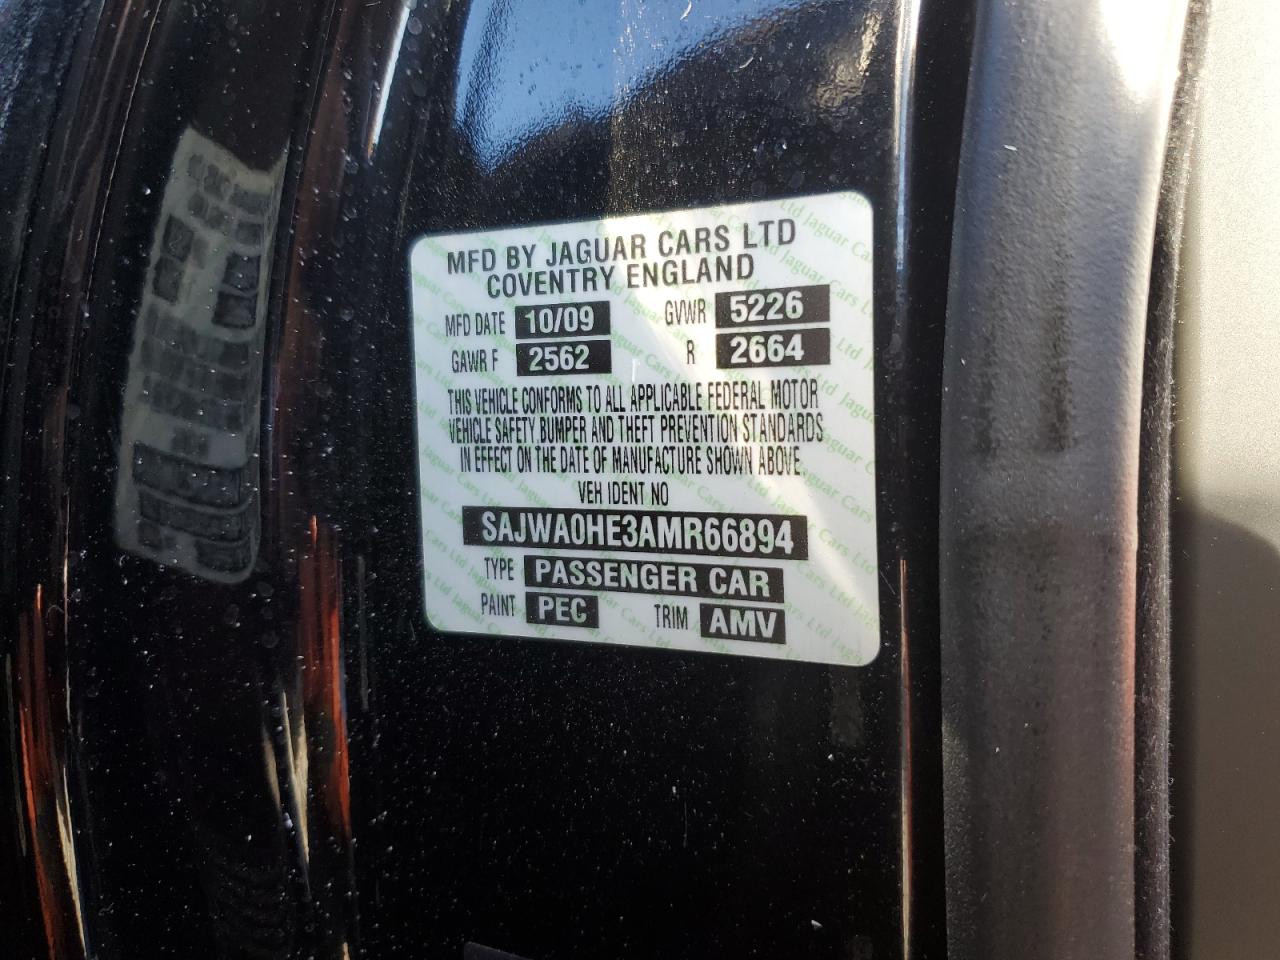 MFD BY JAGUAR CARS LTD
COVENTRY ENGLAND
MFD DATE 10/09 GVWR 5226
GAWR F 2562 R 2664
THIS VEHICLE CONFORMS TO ALL APPLICABLE FEDERAL MOTOR
VEHICLE SAFETY, BUMPER AND THEFT PREVENTION STANDARDS
IN EFFECT ON THE DATE OF MANUFACTURE SHOWN ABOVE.
VEH IDENT NO
SAJWA0HE3AMR66894
TYPE PASSENGER CAR
PAINT PEC TRIM AMV